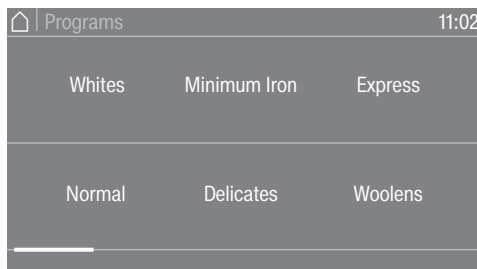 Programs 11:02
Whites Minimum Iron Express
Normal Delicates Woolens